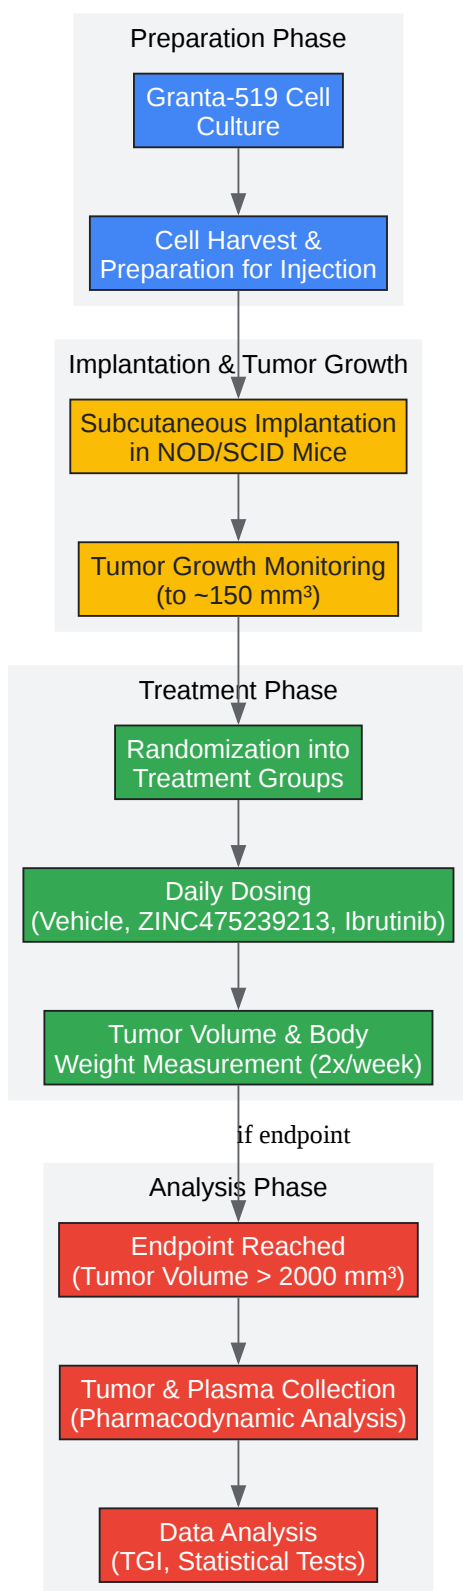 Preparation Phase
Granta-519 Cell
Culture
Cell Harvest &
Preparation for Injection
Implantation & Tumor Growth
Subcutaneous Implantation
in NOD/SCID Mice
Tumor Growth Monitoring
(to ~150 mm³)
Treatment Phase
Randomization into
Treatment Groups
Daily Dosing
(Vehicle, ZINC475239213, Ibrutinib)
Tumor Volume & Body
Weight Measurement (2x/week)
if endpoint
Analysis Phase
Endpoint Reached
(Tumor Volume > 2000 mm³)
Tumor & Plasma Collection
(Pharmacodynamic Analysis)
Data Analysis
(TGI, Statistical Tests)